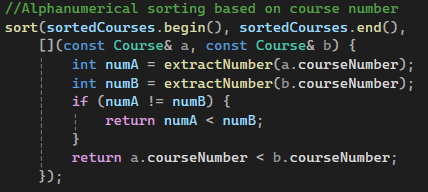 //Alphanumerical sorting based on course number
sort(sortedCourses.begin(), sortedCourses.end(),
    [](const Course& a, const Course& b) {
        int numA = extractNumber(a.courseNumber);
        int numB = extractNumber(b.courseNumber);
        if (numA != numB) {
            return numA < numB;
        }
        return a.courseNumber < b.courseNumber;
    });